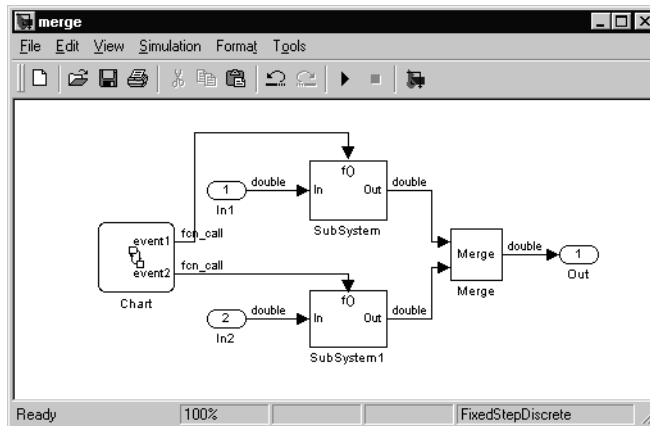 merge
File Edit View Simulation Format Tools
double
f()
double
1
In
Out
In1
SubSystem
event1
fcn_call
Merge
double
1
event2
fcn_call
Merge
Out
Chart
double
f()
double
2
In
Out
In2
SubSystem1
Ready
100%
FixedStepDiscrete